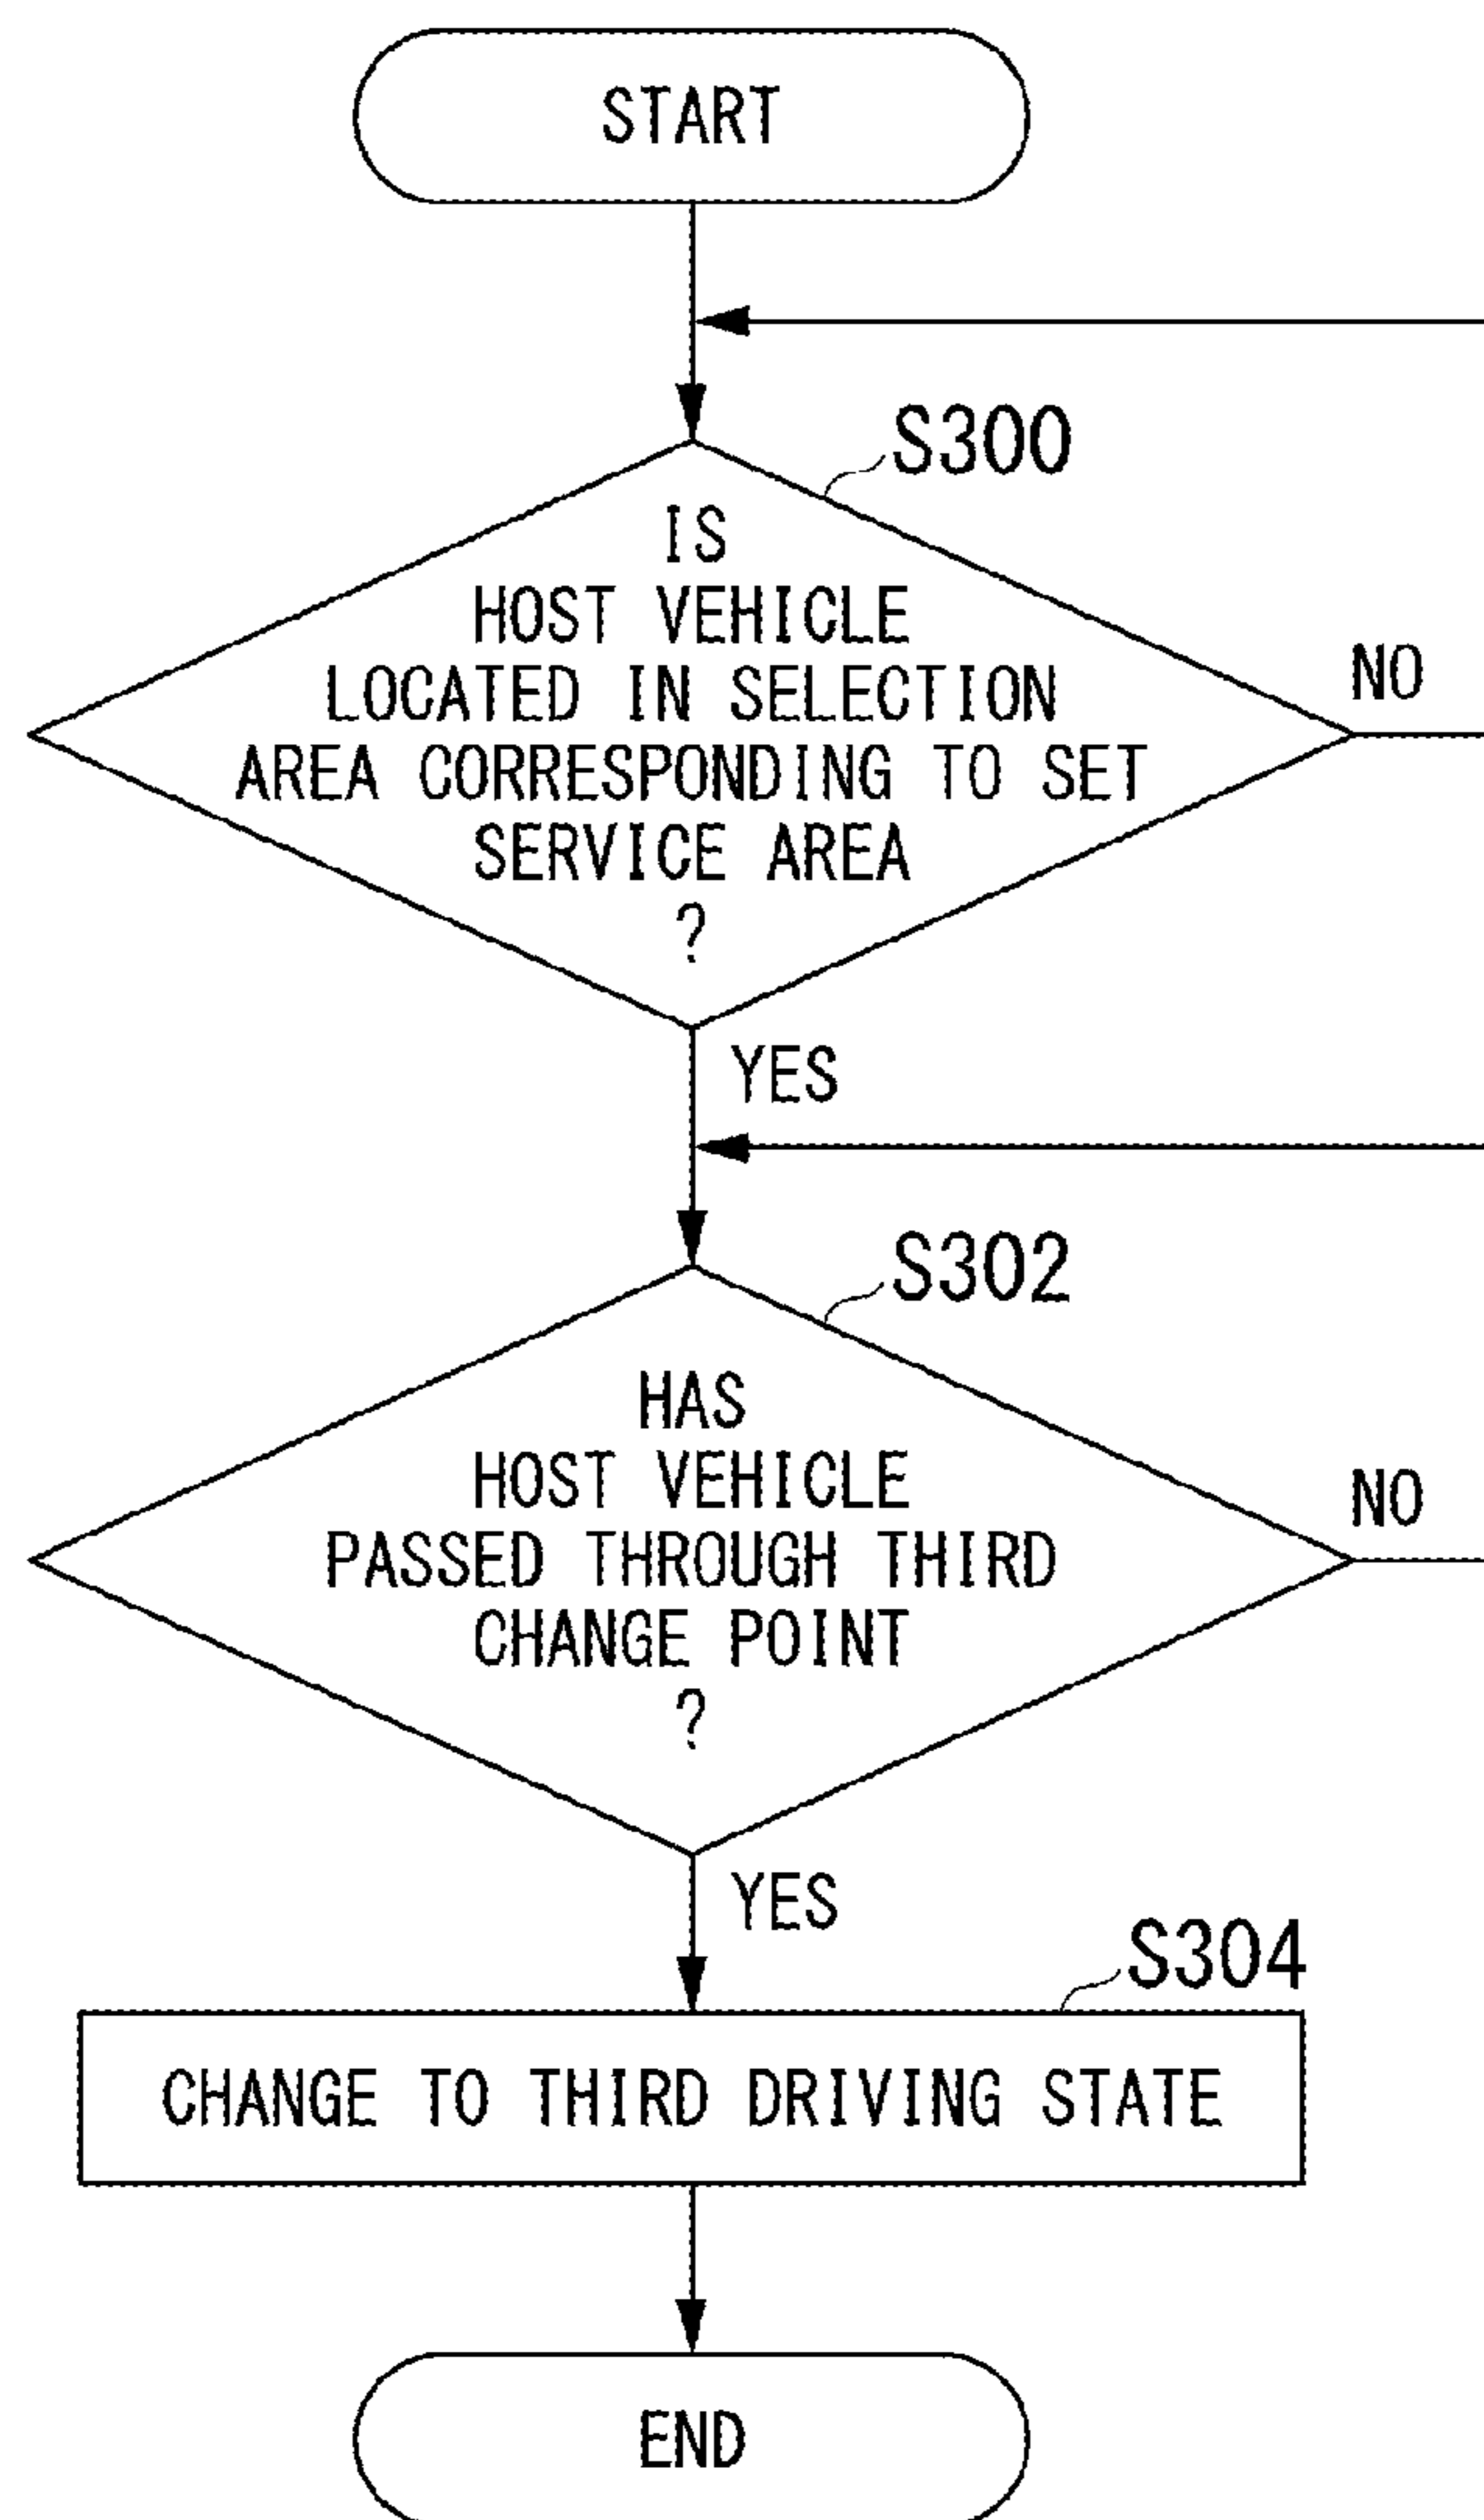 START
S300
IS
HOST VEHICLE
LOCATED IN SELECTION
AREA CORRESPONDING TO SET
SERVICE AREA
?
NO
YES
S302
HAS
HOST VEHICLE
PASSED THROUGH THIRD
CHANGE POINT
?
NO
YES
S304
CHANGE TO THIRD DRIVING STATE
END